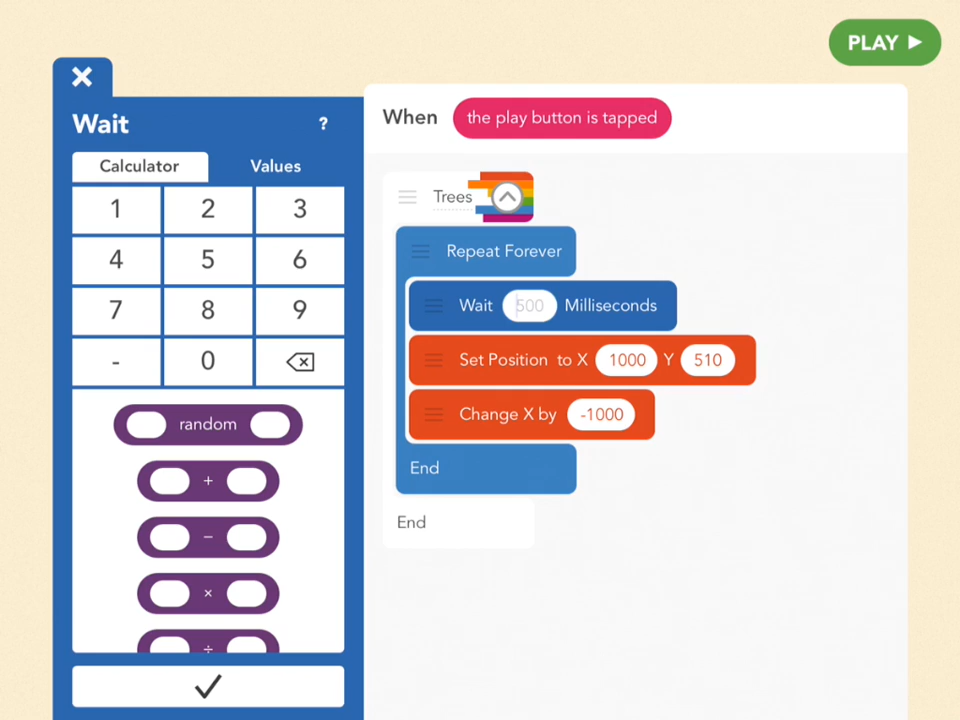 PLAY
Wait ?
Calculator Values
1 2 3
4 5 6
7 8 9
- 0
random
+
−
×
÷
When the play button is tapped
Trees
Repeat Forever
Wait 500 Milliseconds
Set Position to X 1000 Y 510
Change X by -1000
End
End